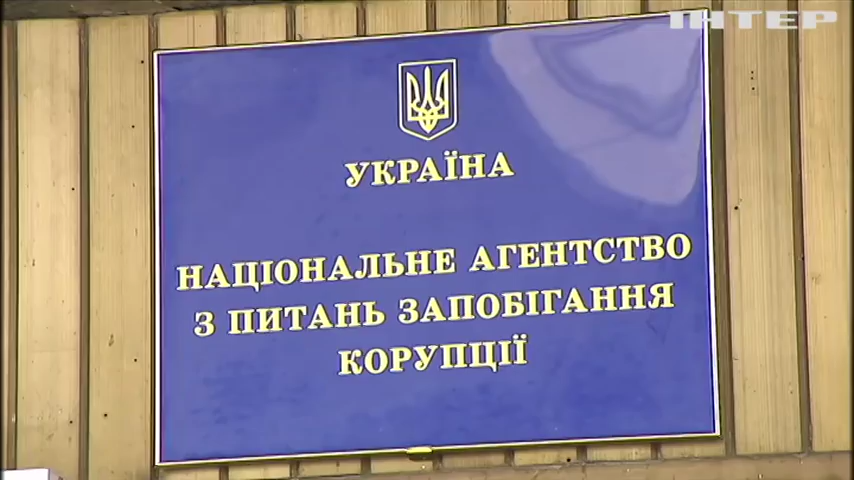 ІНТЕР
УКРАЇНА
НАЦІОНАЛЬНЕ АГЕНТСТВО
З ПИТАНЬ ЗАПОБІГАННЯ
КОРУПЦІЇ